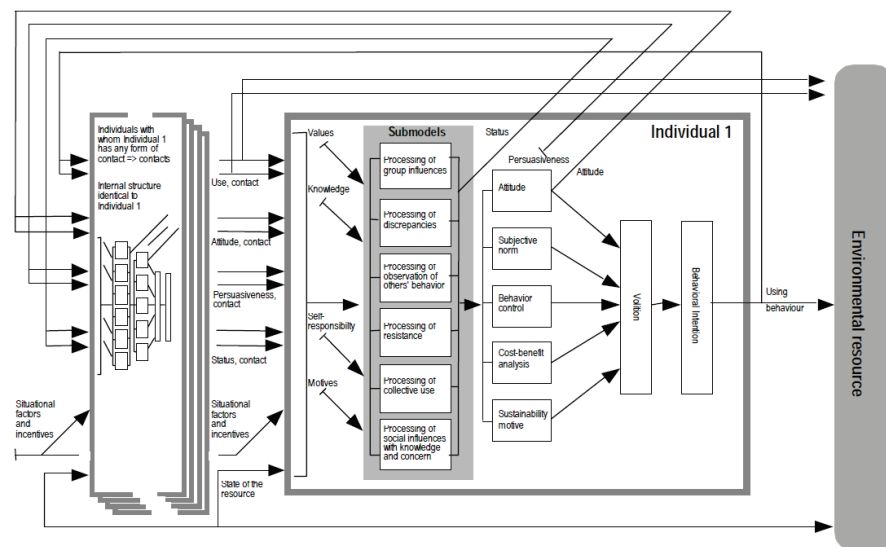 Individuals with
whom Individual 1
has any form of
contact => contacts
Internal structure
identical to
Individual 1
Situational
factors
and
incentives
Use, contact
Attitude, contact
Persuasiveness,
contact
Status, contact
Situational
factors
and
incentives
State of the
resource
Values
Knowledge
Self-
responsibilty
Motives
Submodels
Processing of
group influences
Processing of
discrepancies
Processing of
observation of
others' behavior
Processing of
resistance
Processing of
collective use
Processing of
social influences
with knowledge
and concern
Status
Individual 1
Persuasiveness
Attitude
Attitude
Subjective
norm
Behavior
control
Cost-benefit
analysis
Sustainability
motive
Volition
Behavioral Intention
Using
behaviour
Environmental resource